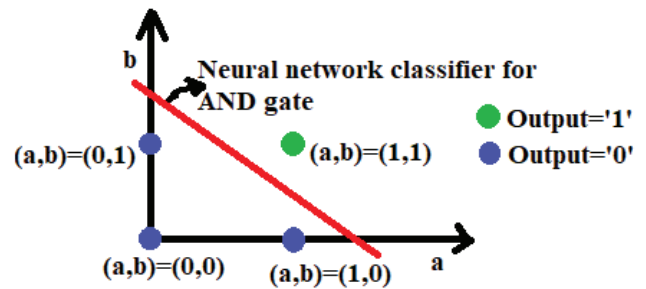 b
Neural network classifier for
AND gate
Output='1'
(a,b)=(0,1)
(a,b)=(1,1)
Output='0'
(a,b)=(0,0)
(a,b)=(1,0)
a